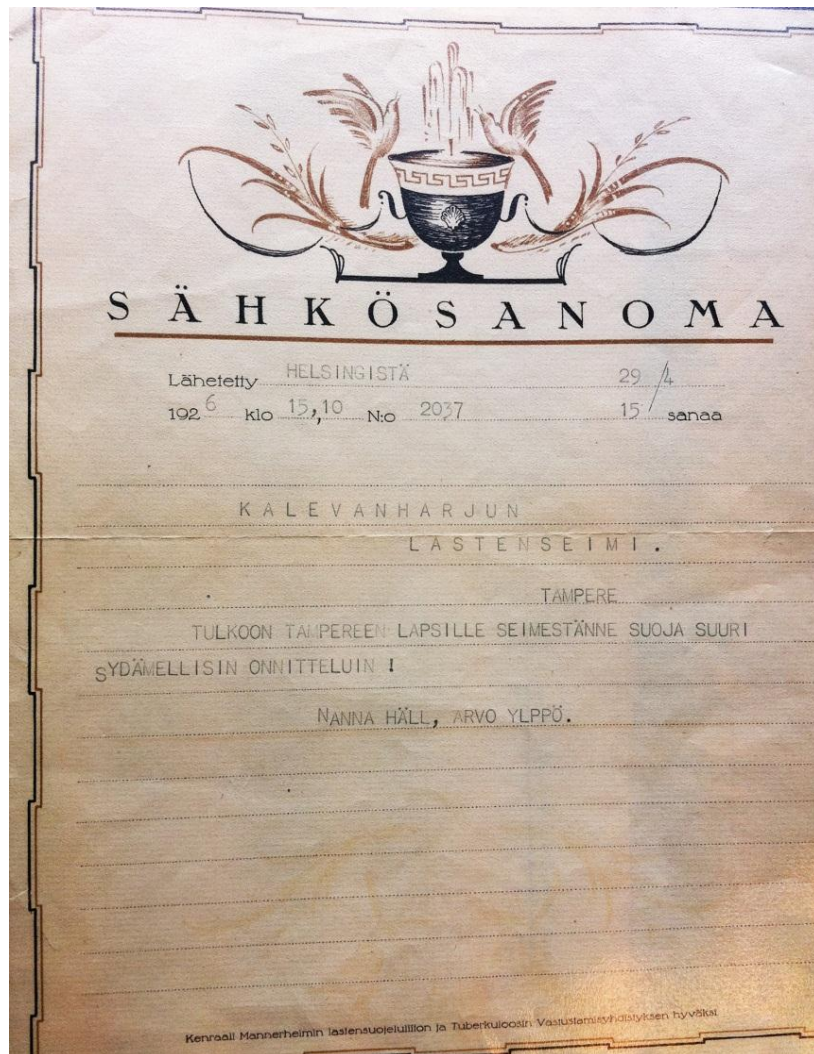 SÄHKÖSANOMA
Lähetetty HELSINGISTÄ 29/4
1926 klo 15,10 N:o 2037 15 sanaa
KALEVANHARJUN
LASTENSEIMI.
TAMPERE
TULKOON TAMPEREEN LAPSILLE SEIMESTÄNNE SUOJA SUURI
SYDÄMELLISIN ONNITTELUIN !
NANNA HÄLL, ARVO YLPPÖ.
Kenraali Mannerheimin lastensuojeluliiton ja Tuberkuloosin Vastustamisyhdistyksen hyväksi